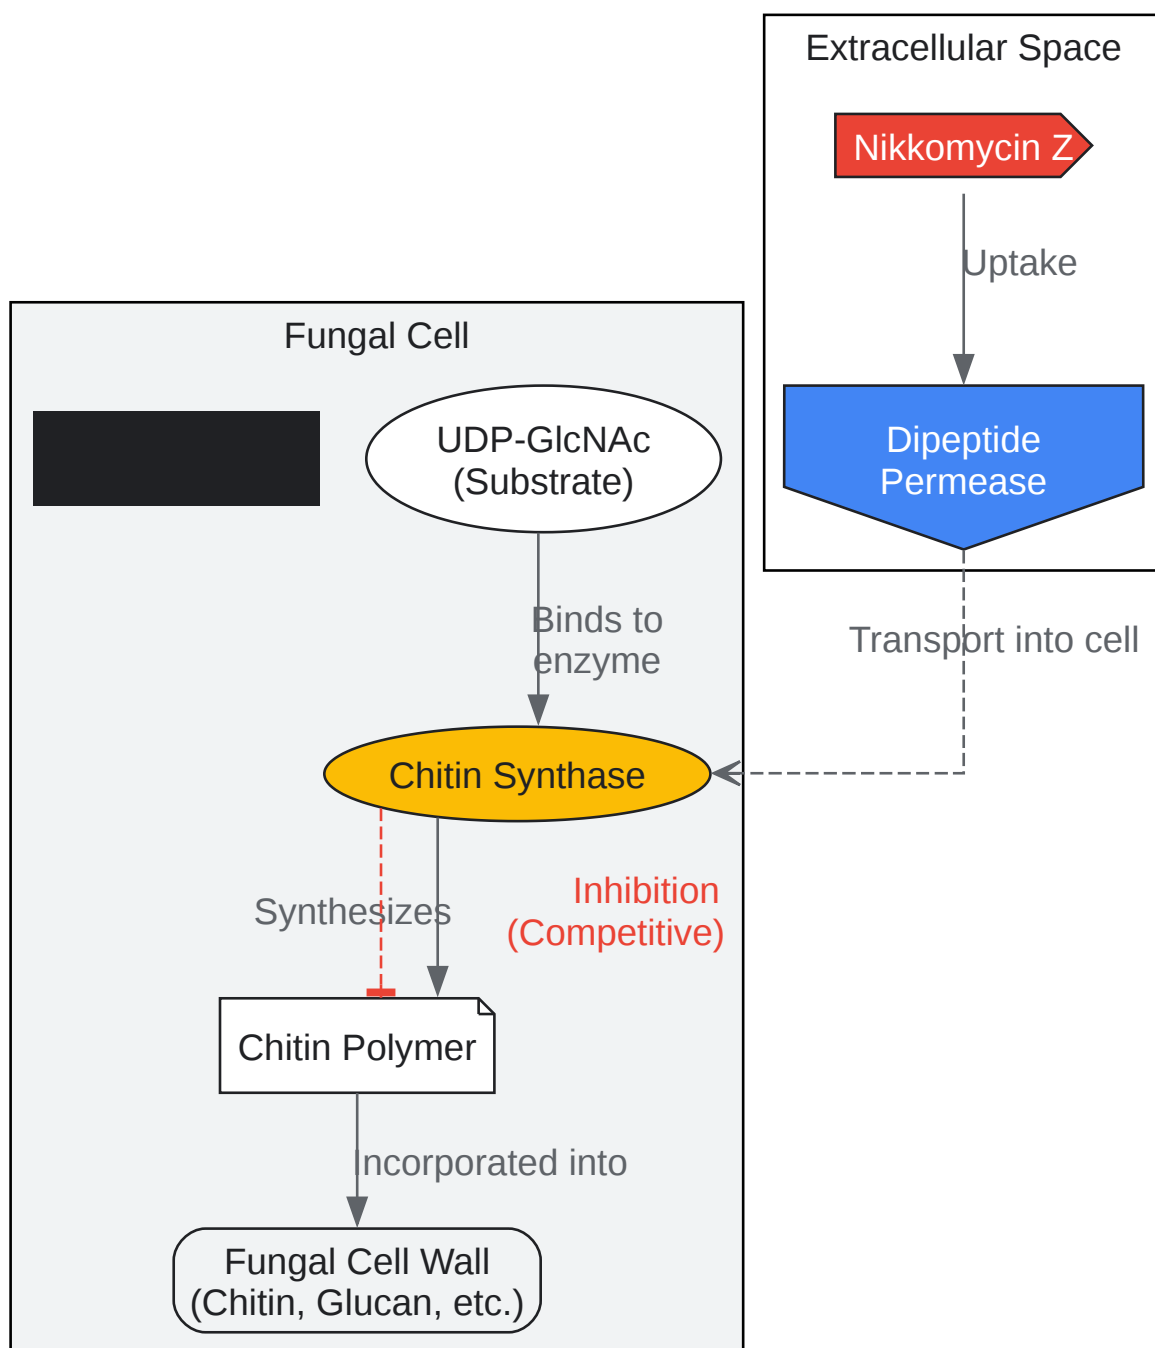 Extracellular Space
Nikkomycin Z
Uptake
Fungal Cell
UDP-GlcNAc
(Substrate)
Dipeptide
Permease
Binds to
enzyme
Transport into cell
Chitin Synthase
Synthesizes
Inhibition
(Competitive)
Chitin Polymer
Incorporated into
Fungal Cell Wall
(Chitin, Glucan, etc.)